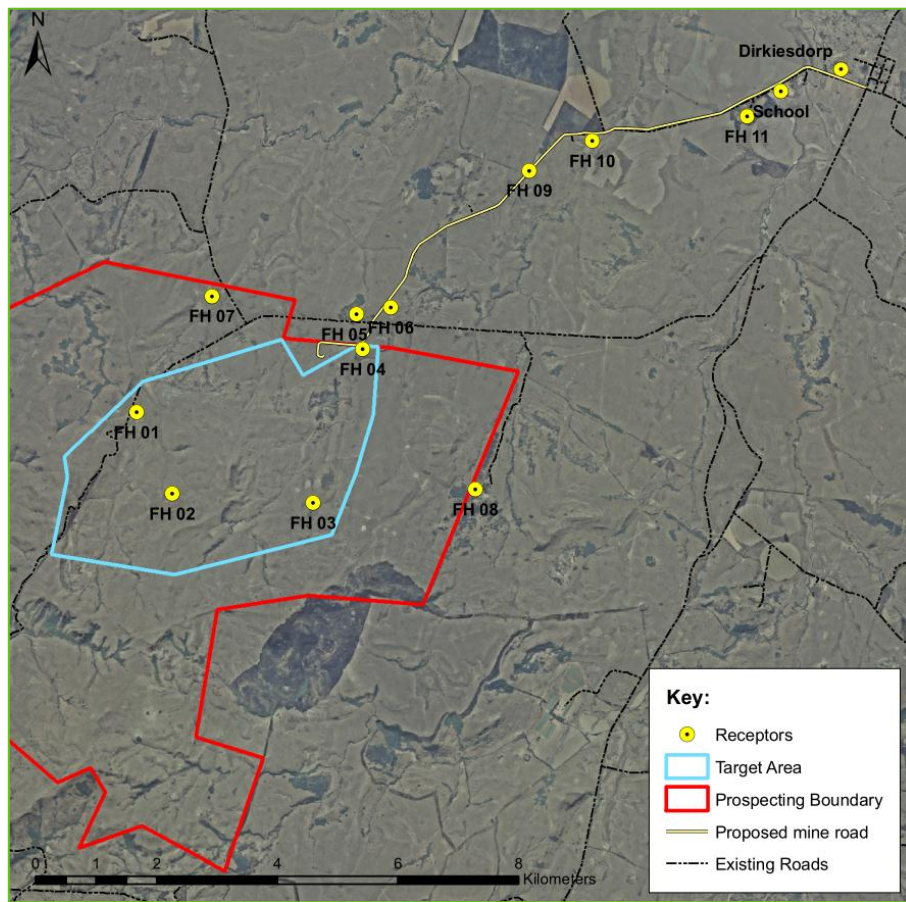 N
Dirkiesdorp
School
FH 11
FH 10
FH 09
FH 07
FH 05
FH 06
FH 04
FH 01
FH 02
FH 03
FH 08
Key:
Receptors
Target Area
Prospecting Boundary
Proposed mine road
Existing Roads
0 1 2 4 6 8
Kilometers